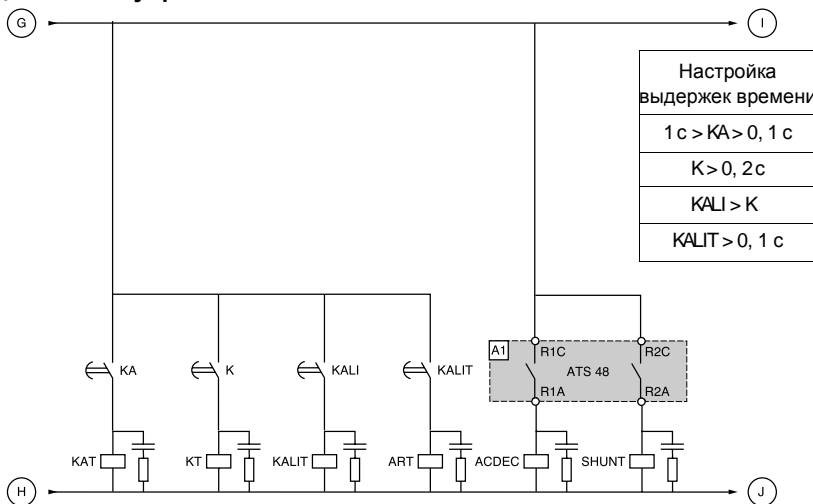 G
I
Настройка
выдержек времени
1 с > KA > 0, 1 с
K > 0, 2 с
KALI > K
KALIT > 0, 1 с
A1
R1C
R2C
KA
K
KALI
KALIT
ATS 48
R1A
R2A
KAT
KT
KALIT
ART
ACDEC
SHUNT
H
J